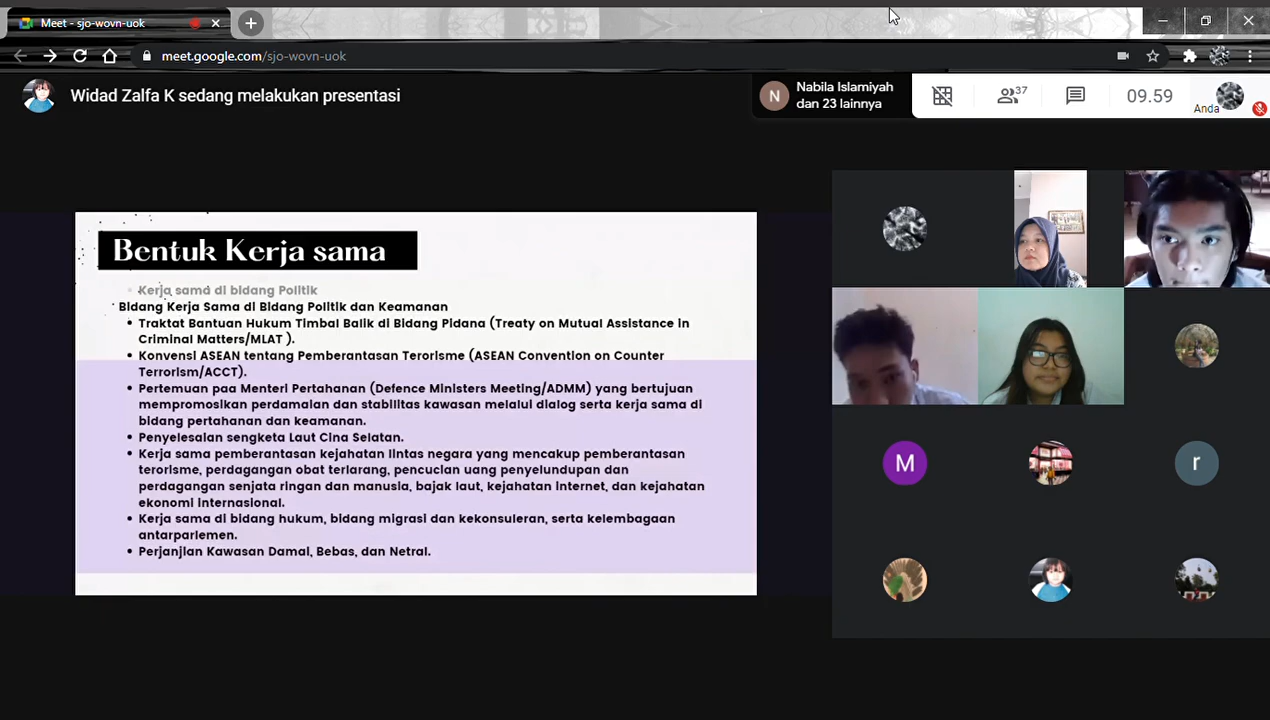 Meet - sjo-wovn-uok
meet.google.com/sjo-wovn-uok
Widad Zalfa K sedang melakukan presentasi
N
Nabila Islamiyah
dan 23 lainnya
37
09.59
Anda
Bentuk Kerja sama
Kerja sama di bidang Politik
Bidang Kerja Sama di Bidang Politik dan Keamanan
• Traktat Bantuan Hukum Timbal Balik di Bidang Pidana (Treaty on Mutual Assistance in
Criminal Matters/MLAT ).
• Konvensi ASEAN tentang Pemberantasan Terorisme (ASEAN Convention on Counter
Terrorism/ACCT).
• Pertemuan paa Menteri Pertahanan (Defence Ministers Meeting/ADMM) yang bertujuan
mempromosikan perdamaian dan stabilitas kawasan melalui dialog serta kerja sama di
bidang pertahanan dan keamanan.
• Penyelesaian sengketa Laut Cina Selatan.
• Kerja sama pemberantasan kejahatan lintas negara yang mencakup pemberantasan
terorisme, perdagangan obat terlarang, pencucian uang penyelundupan dan
perdagangan senjata ringan dan manusia, bajak laut, kejahatan internet, dan kejahatan
ekonomi internasional.
• Kerja sama di bidang hukum, bidang migrasi dan kekonsuleran, serta kelembagaan
antarparlemen.
• Perjanjian Kawasan Damai, Bebas, dan Netral.
M
r